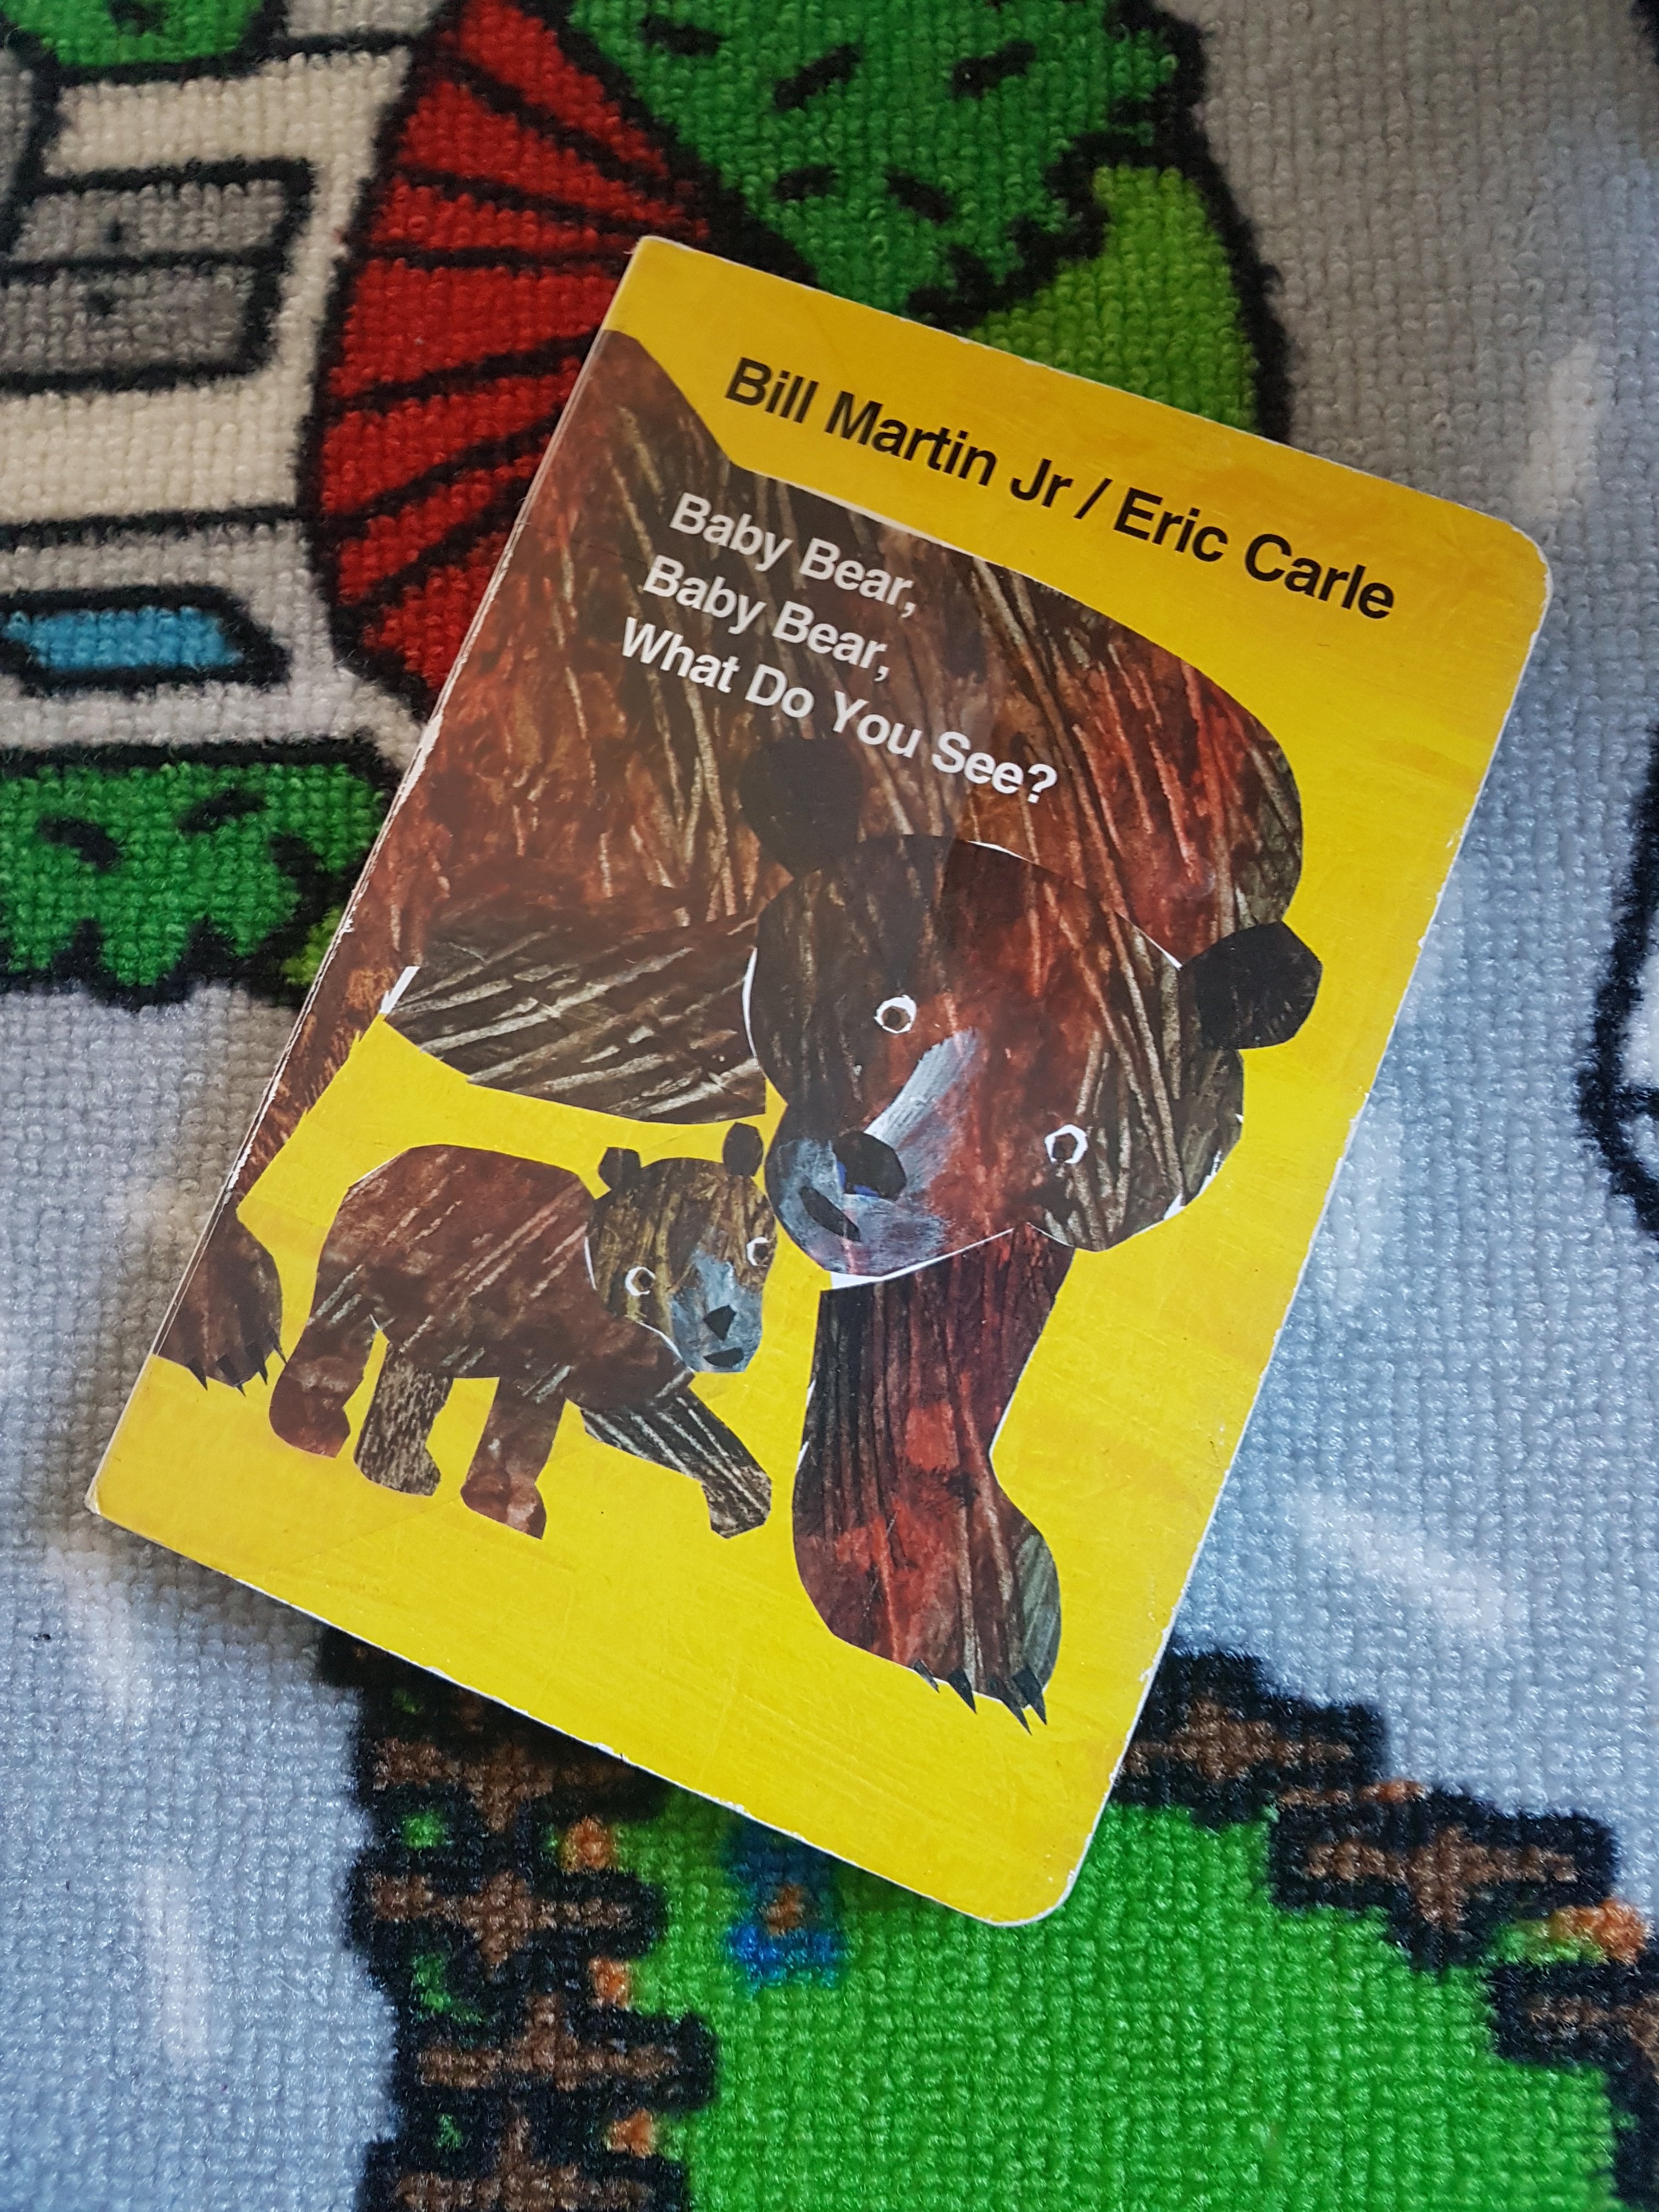 Bill Martin Jr / Eric Carle
Baby Bear,
Baby Bear,
What Do You See?